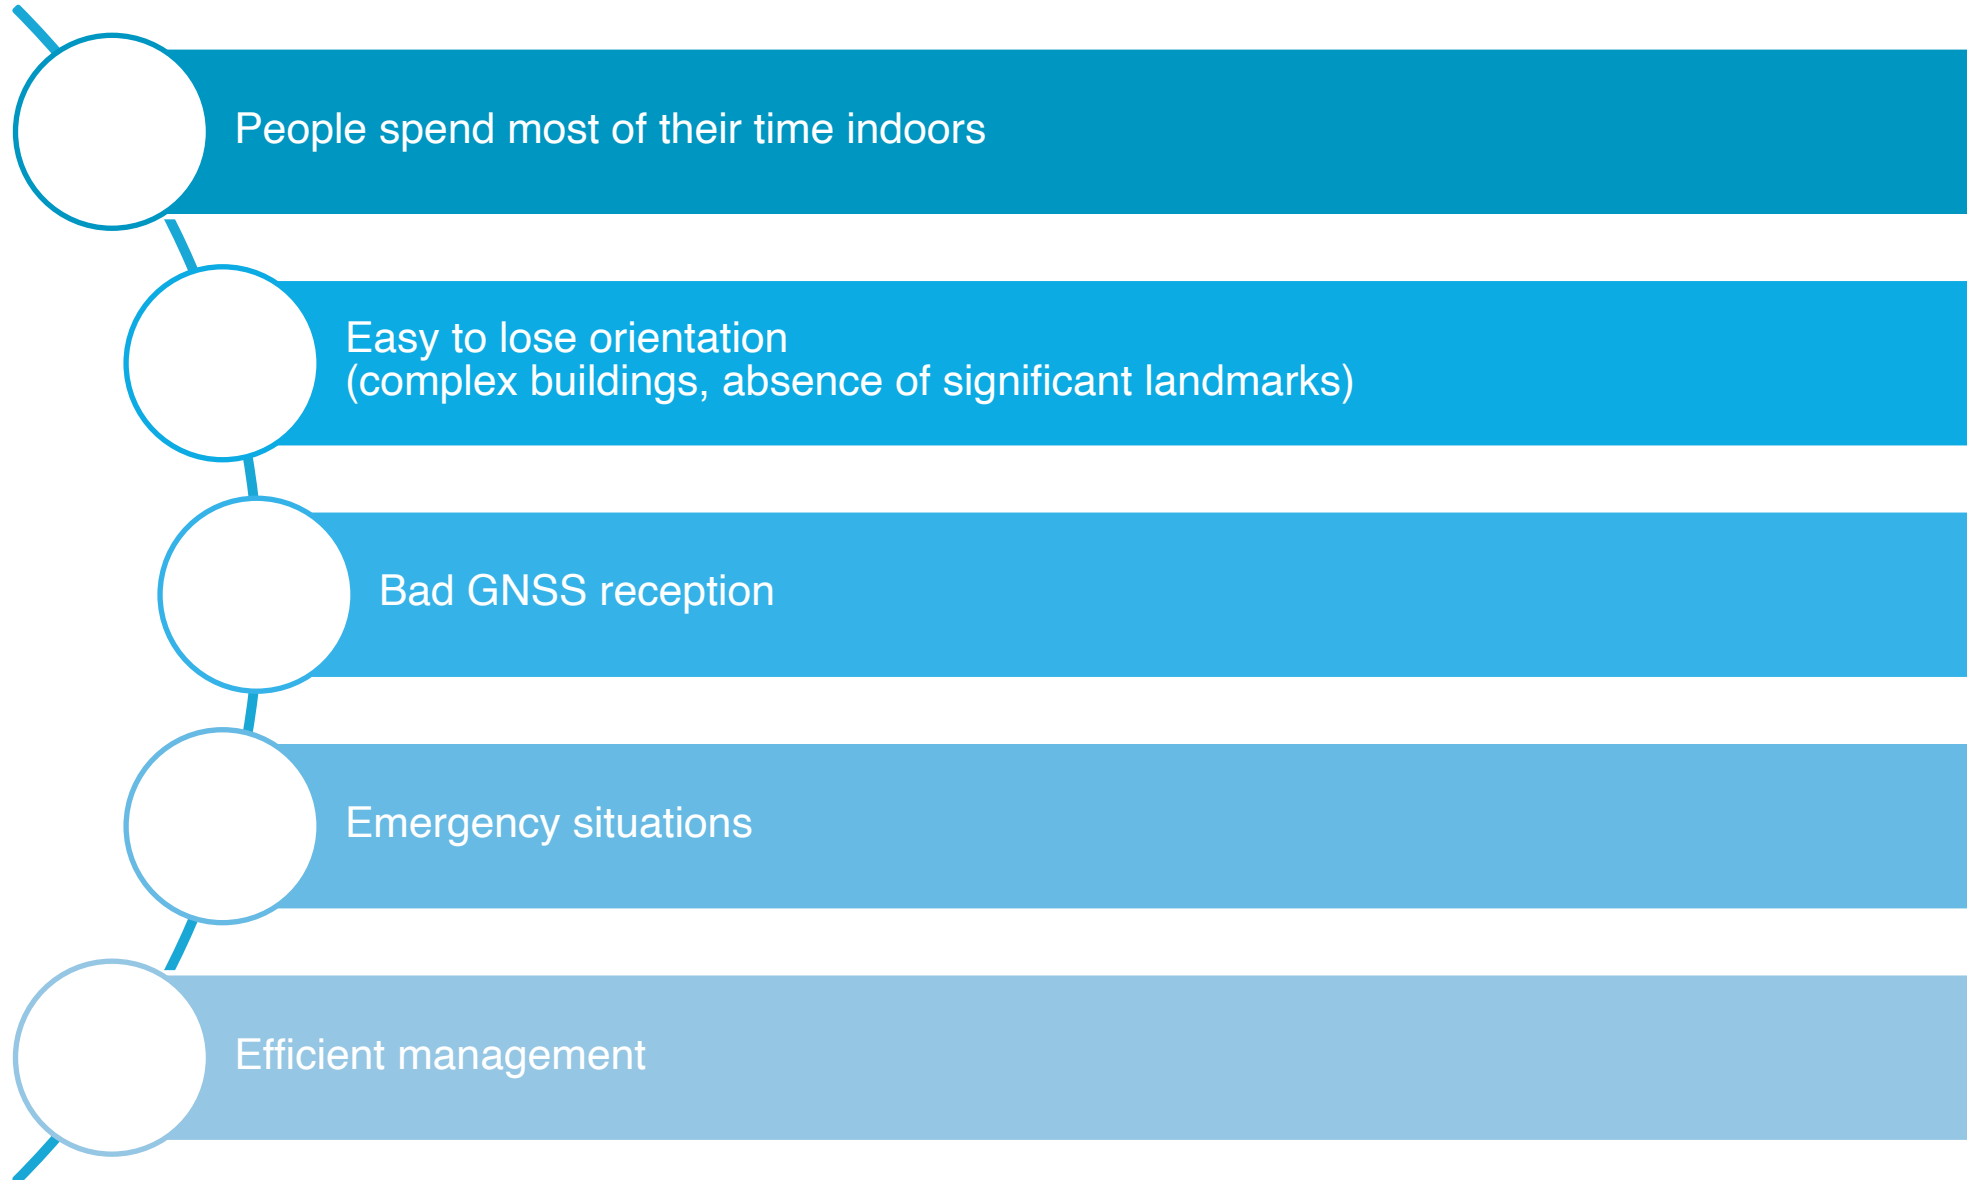 People spend most of their time indoors
Easy to lose orientation
(complex buildings, absence of significant landmarks)
Bad GNSS reception
Emergency situations
Efficient management